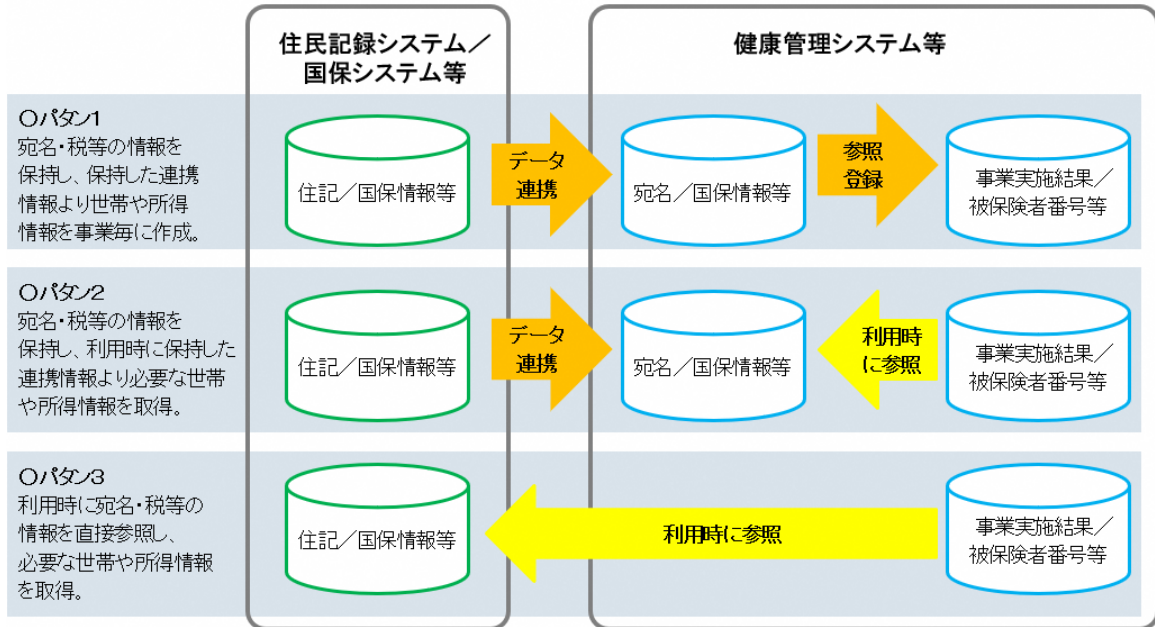 住民記録システム／
国保システム等
健康管理システム等
○パタン1
宛名・税等の情報を
保持し、保持した連携
情報より世帯や所得
情報を事業毎に作成。
住記／国保情報等
データ
連携
宛名／国保情報等
参照
登録
事業実施結果／
被保険者番号等
○パタン2
宛名・税等の情報を
保持し、利用時に保持した
連携情報より必要な世帯
や所得情報を取得。
住記／国保情報等
データ
連携
宛名／国保情報等
利用時
に参照
事業実施結果／
被保険者番号等
○パタン3
利用時に宛名・税等の
情報を直接参照し、
必要な世帯や所得情報
を取得。
住記／国保情報等
利用時に参照
事業実施結果／
被保険者番号等